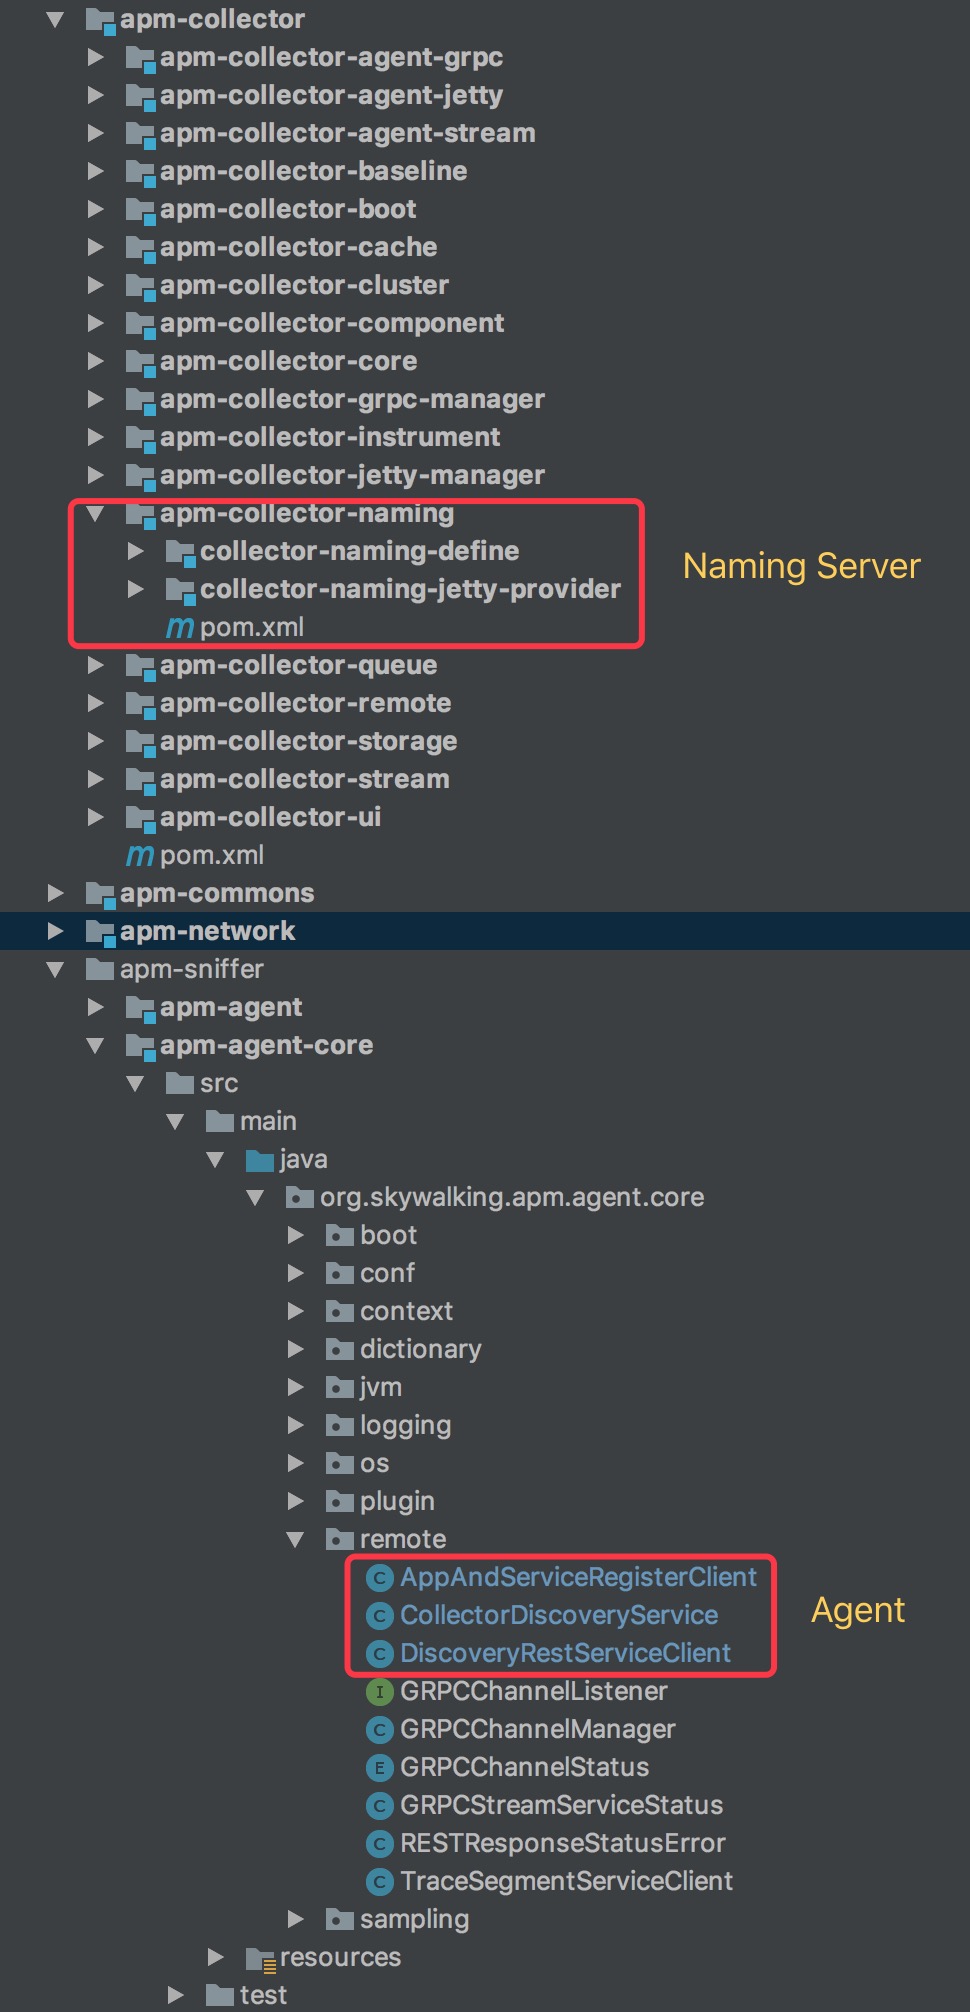 apm-collector
apm-collector-agent-grpc
apm-collector-agent-jetty
apm-collector-agent-stream
apm-collector-baseline
apm-collector-boot
apm-collector-cache
apm-collector-cluster
apm-collector-component
apm-collector-core
apm-collector-grpc-manager
apm-collector-instrument
apm-collector-jetty-manager
apm-collector-naming
collector-naming-define
Naming Server
collector-naming-jetty-provider
m pom.xml
apm-collector-queue
apm-collector-remote
apm-collector-storage
apm-collector-stream
apm-collector-ui
m pom.xml
apm-commons
apm-network
apm-sniffer
apm-agent
apm-agent-core
src
main
java
org.skywalking.apm.agent.core
boot
conf
context
dictionary
jvm
logging
os
plugin
remote
C AppAndServiceRegisterClient
C CollectorDiscoveryService
Agent
C DiscoveryRestServiceClient
I GRPCChannelListener
C GRPCChannelManager
E GRPCChannelStatus
C GRPCStreamServiceStatus
C RESTResponseStatusError
C TraceSegmentServiceClient
sampling
resources
test